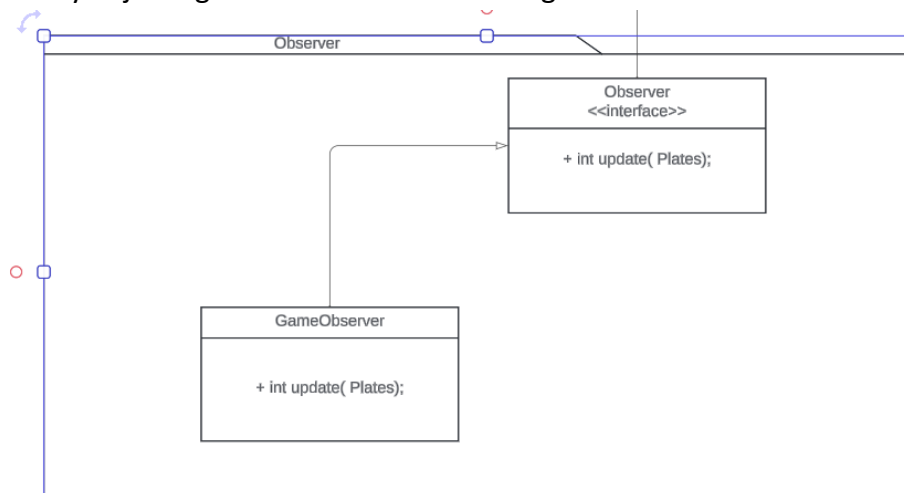 Observer
Observer
<<interface>>
+ int update( Plates);
GameObserver
+ int update( Plates);